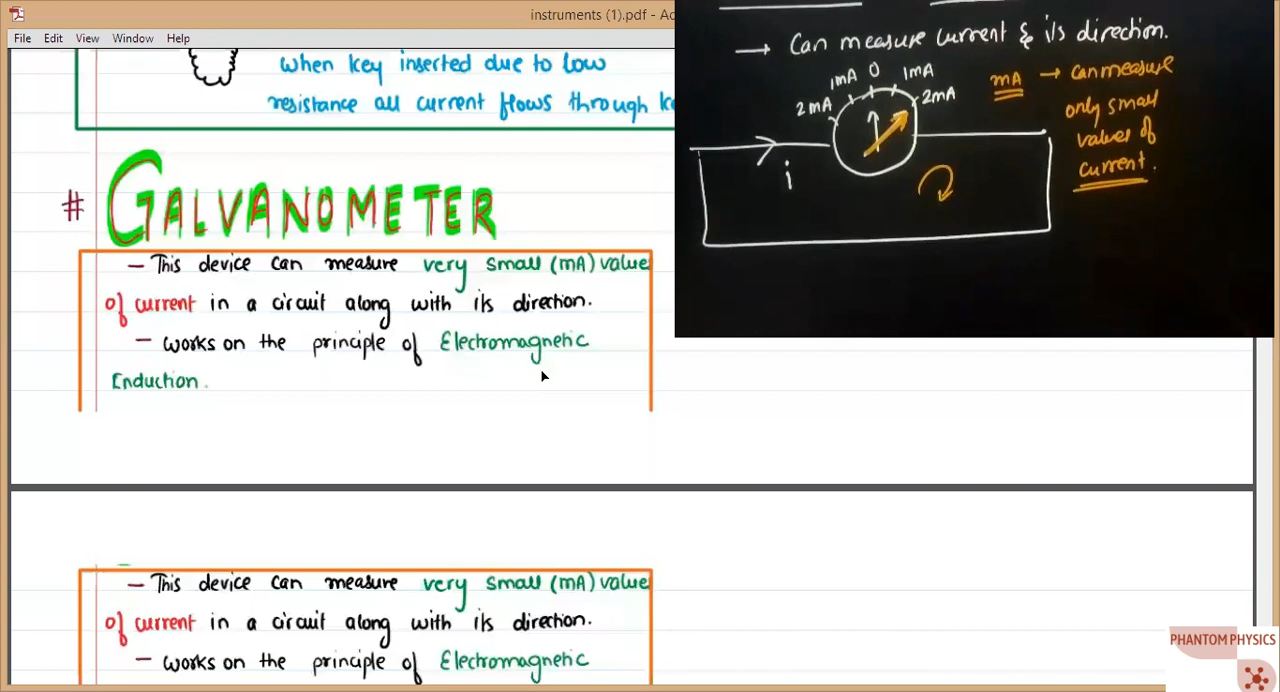 instruments (1).pdf - Ad
File Edit View Window Help
when key inserted due to low
resistance all current flows through k
# GALVANOMETER
– This device can measure very small (mA) value
of current in a circuit along with its direction.
– works on the principle of Electromagnetic
Induction.
– This device can measure very small (mA) value
of current in a circuit along with its direction.
– works on the principle of Electromagnetic
→ Can measure current & its direction.
2mA 1mA 0 1mA 2mA
i
mA → can measure
only small
values of
current.
PHANTOM PHYSICS